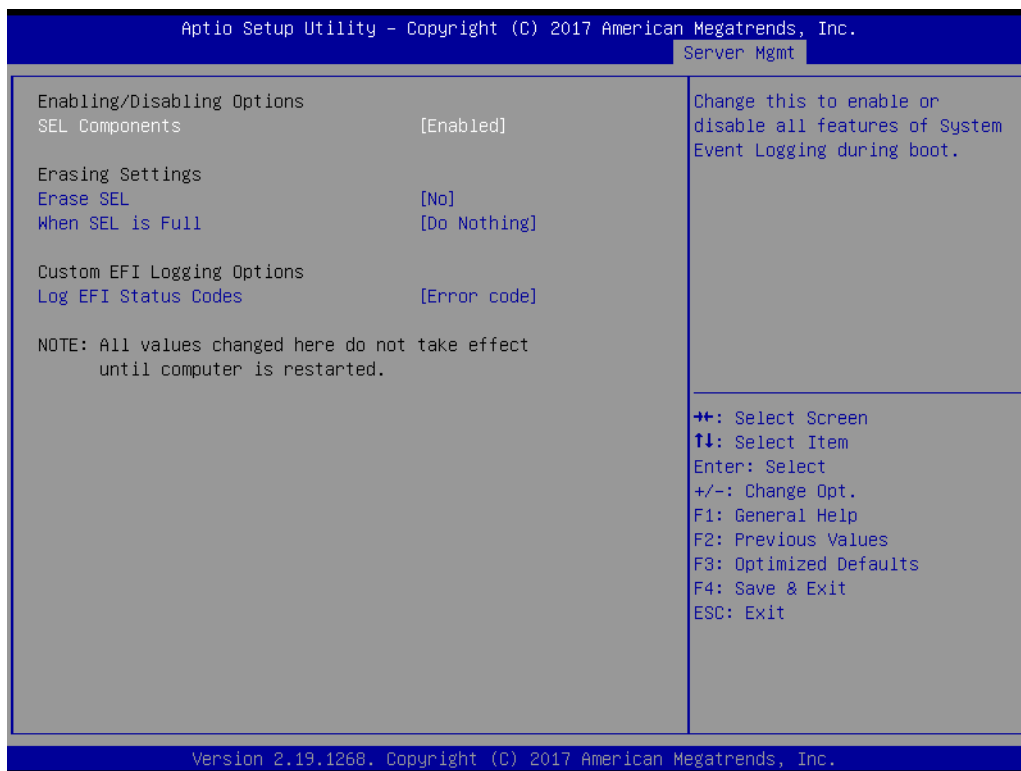 Aptio Setup Utility – Copyright (C) 2017 American Megatrends, Inc.
Server Mgmt
Enabling/Disabling Options
SEL Components [Enabled]
Erasing Settings
Erase SEL [No]
When SEL is Full [Do Nothing]
Custom EFI Logging Options
Log EFI Status Codes [Error code]
NOTE: All values changed here do not take effect
until computer is restarted.
Change this to enable or
disable all features of System
Event Logging during boot.
→←: Select Screen
↑↓: Select Item
Enter: Select
+/-: Change Opt.
F1: General Help
F2: Previous Values
F3: Optimized Defaults
F4: Save & Exit
ESC: Exit
Version 2.19.1268. Copyright (C) 2017 American Megatrends, Inc.